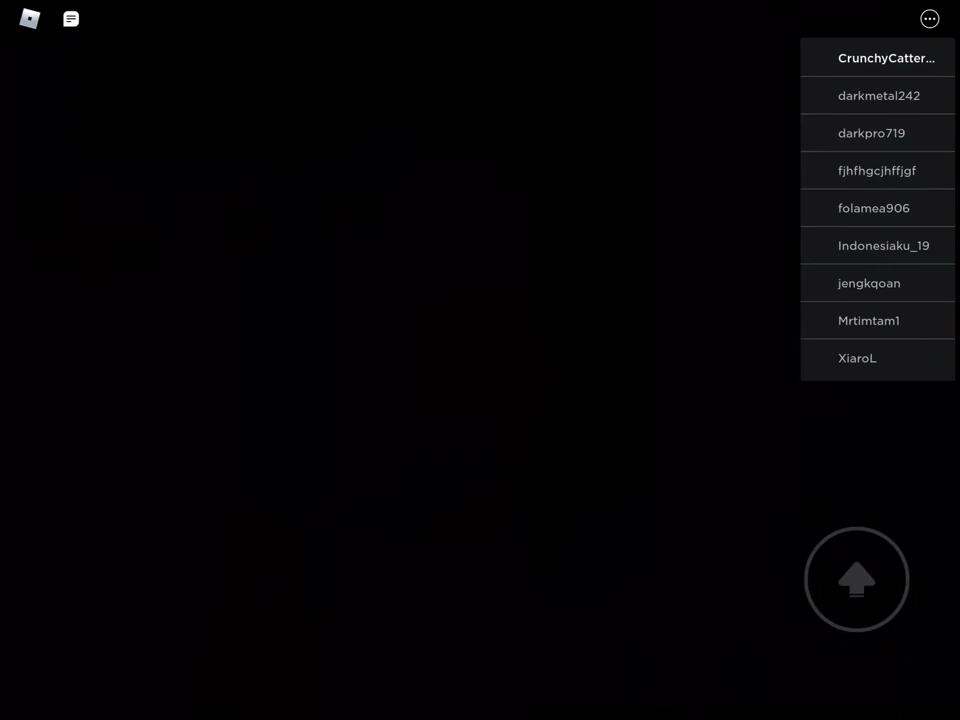 CrunchyCatter...
darkmetal242
darkpro719
fjhfhgcjhffjgf
folamea906
Indonesiaku_19
jengkqoan
Mrtimtam1
XiaroL